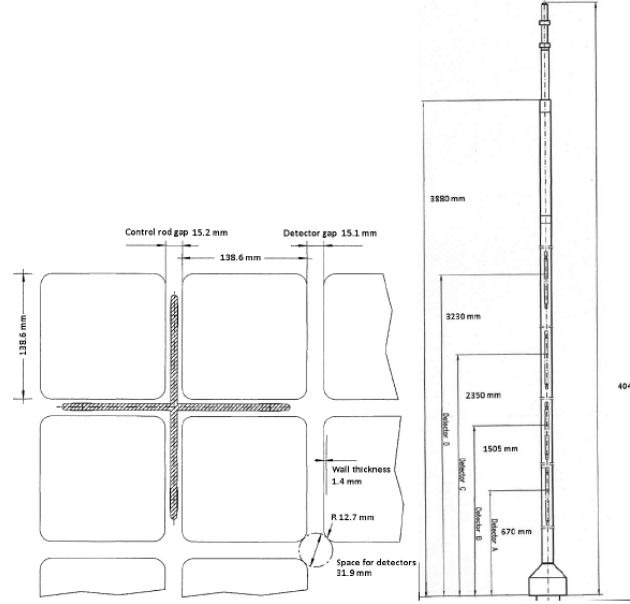 Control rod gap 15.2 mm
Detector gap 15.1 mm
138.6 mm
138.6 mm
Wall thickness
1.4 mm
R 12.7 mm
Space for detectors
31.9 mm
3880 mm
3230 mm
2350 mm
404
1505 mm
670 mm
Detector D
Detector C
Detector B
Detector A